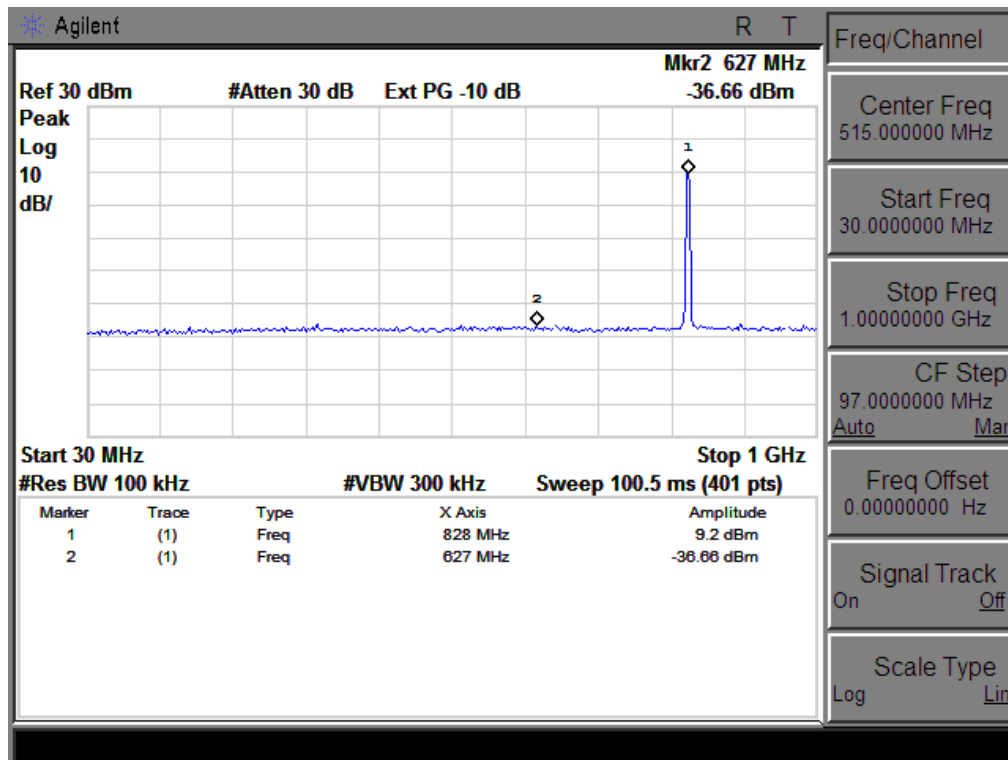 Agilent R T
Freq/Channel
Mkr2 627 MHz
Ref 30 dBm #Atten 30 dB Ext PG -10 dB -36.66 dBm
Peak
Log
10
dB/
1
2
Start 30 MHz Stop 1 GHz
#Res BW 100 kHz #VBW 300 kHz Sweep 100.5 ms (401 pts)
Marker Trace Type X Axis Amplitude
1 (1) Freq 828 MHz 9.2 dBm
2 (1) Freq 627 MHz -36.66 dBm
Center Freq
515.000000 MHz
Start Freq
30.0000000 MHz
Stop Freq
1.00000000 GHz
CF Step
97.0000000 MHz
Auto Man
Freq Offset
0.00000000 Hz
Signal Track
On Off
Scale Type
Log Lin